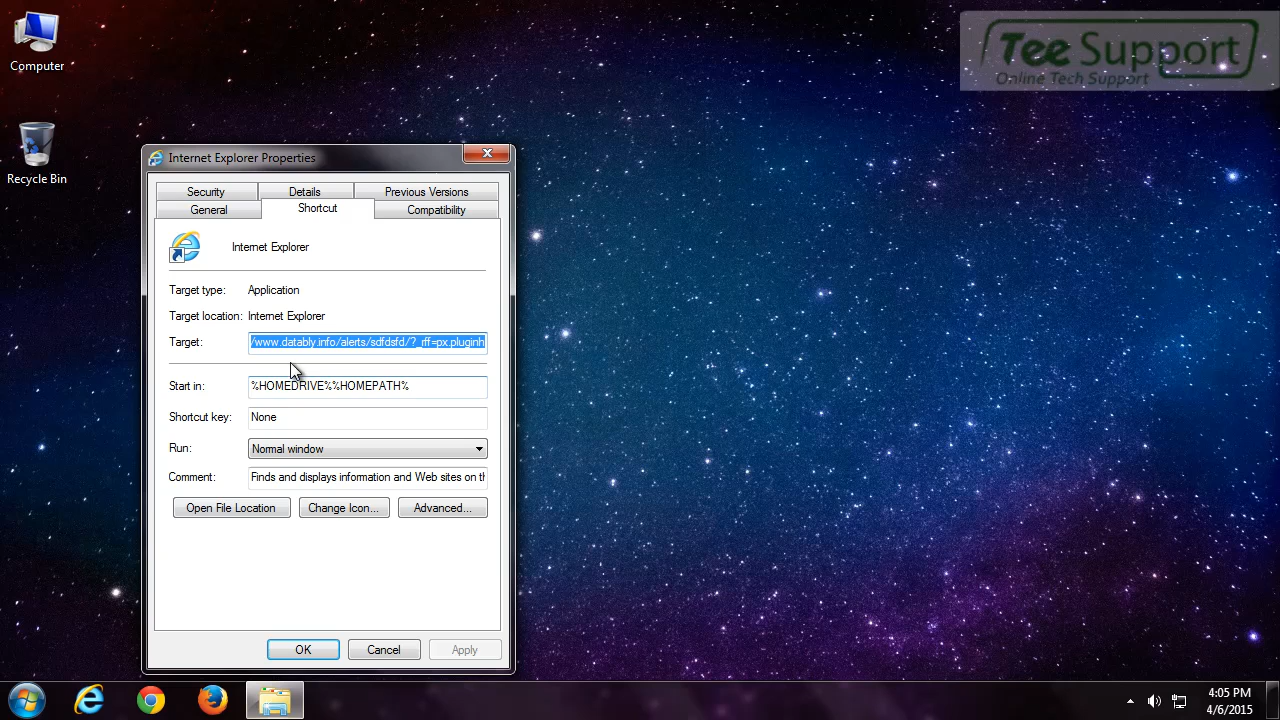 Computer
Recycle Bin
Tee Support
Online Tech Support
Internet Explorer Properties
Security Details Previous Versions
General Shortcut Compatibility
Internet Explorer
Target type: Application
Target location: Internet Explorer
Target: /www.datably.info/alerts/sdfdsfd/?_rff=px.pluginh
Start in: %HOMEDRIVE%%HOMEPATH%
Shortcut key: None
Run: Normal window
Comment: Finds and displays information and Web sites on th
Open File Location Change Icon... Advanced...
OK Cancel Apply
4:05 PM
4/6/2015